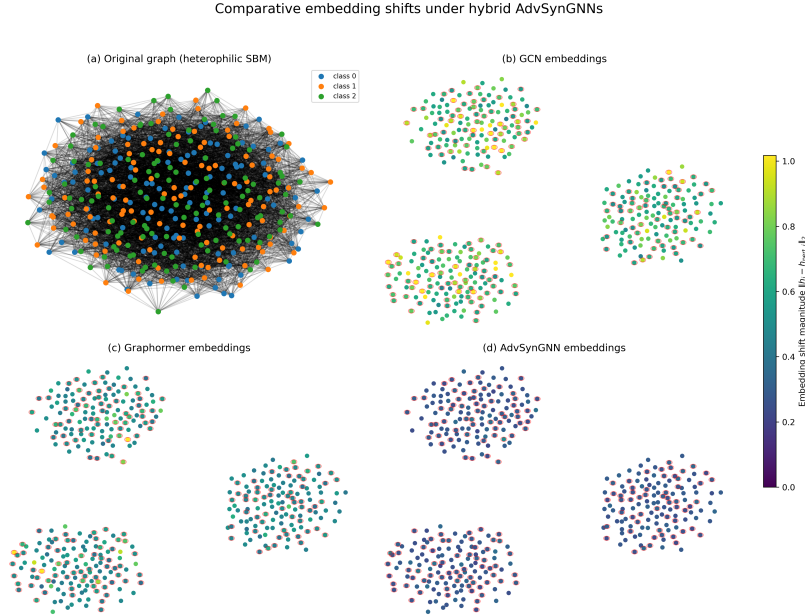 Comparative embedding shifts under hybrid AdvSynGNNs
(a) Original graph (heterophilic SBM)
class 0
class 1
class 2
(b) GCN embeddings
(c) Graphormer embeddings
(d) AdvSynGNN embeddings
1.0
0.8
0.6
0.4
0.2
0.0
Embedding shift magnitude